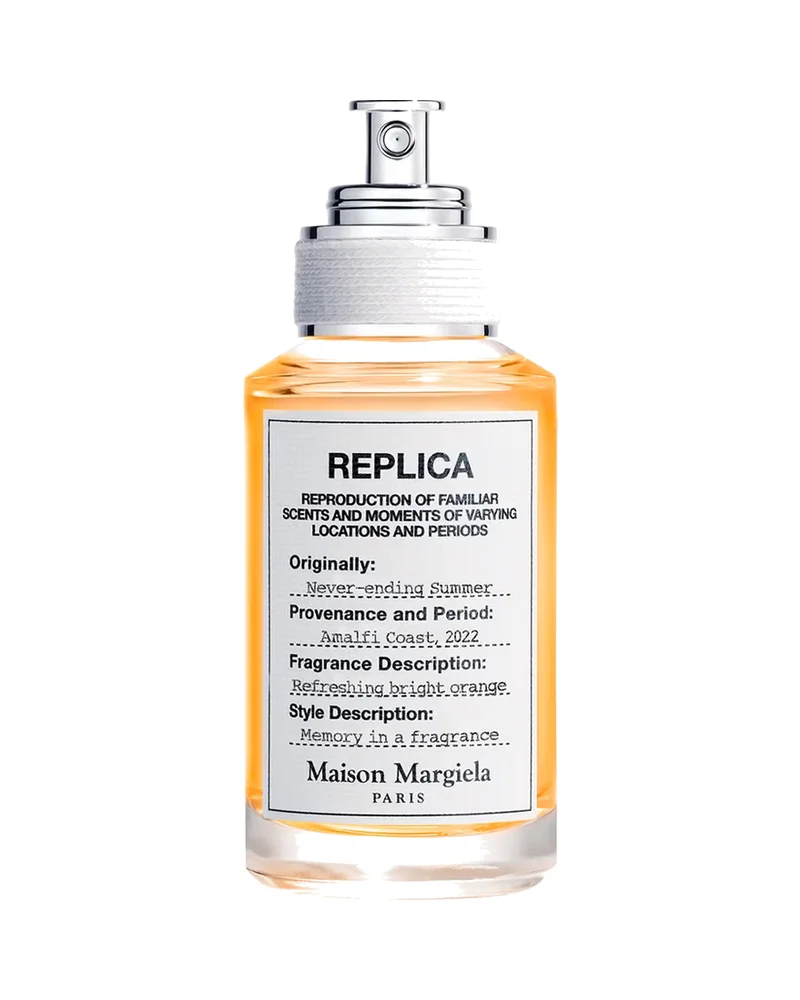 REPLICA
REPRODUCTION OF FAMILIAR
SCENTS AND MOMENTS OF VARYING
LOCATIONS AND PERIODS
Originally:
Never-ending Summer
Provenance and Period:
Amalfi Coast, 2022
Fragrance Description:
Refreshing bright orange
Style Description:
Memory in a fragrance
Maison Margiela
PARIS